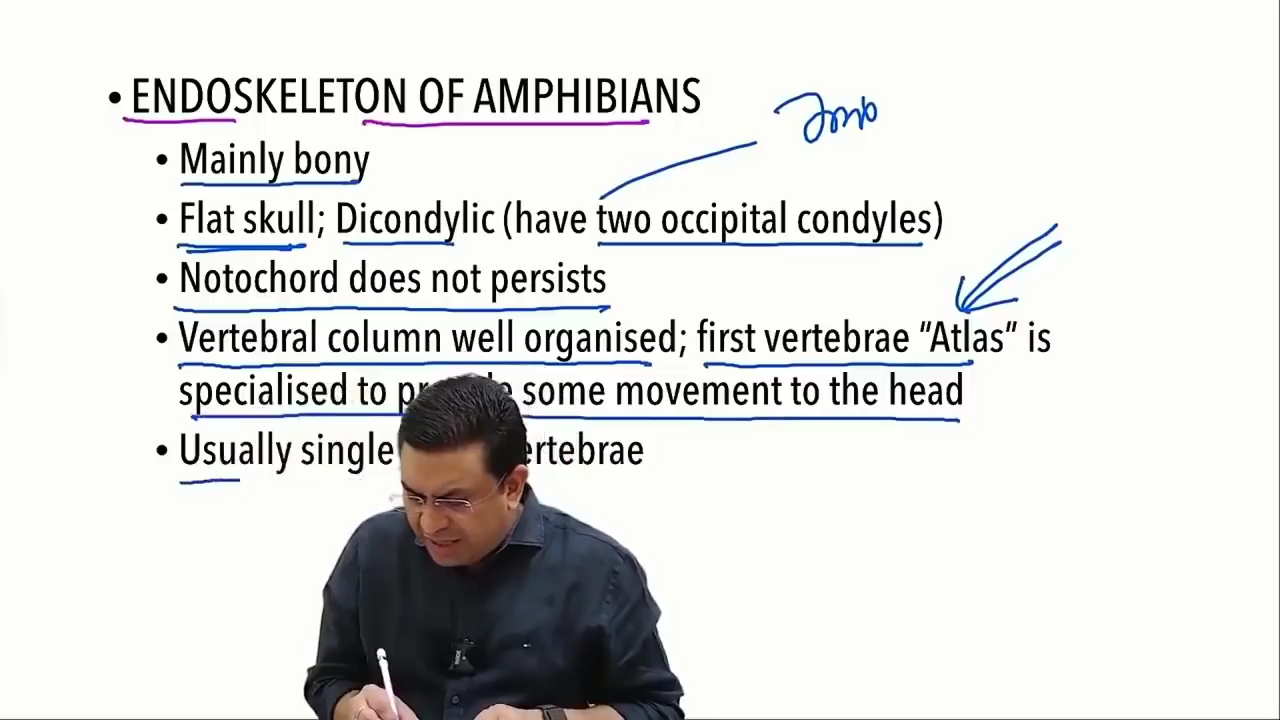 • ENDOSKELETON OF AMPHIBIANS
• Mainly bony
• Flat skull; Dicondylic (have two occipital condyles)
• Notochord does not persists
• Vertebral column well organised; first vertebrae “Atlas” is
specialised to some movement to the head
• Usually single